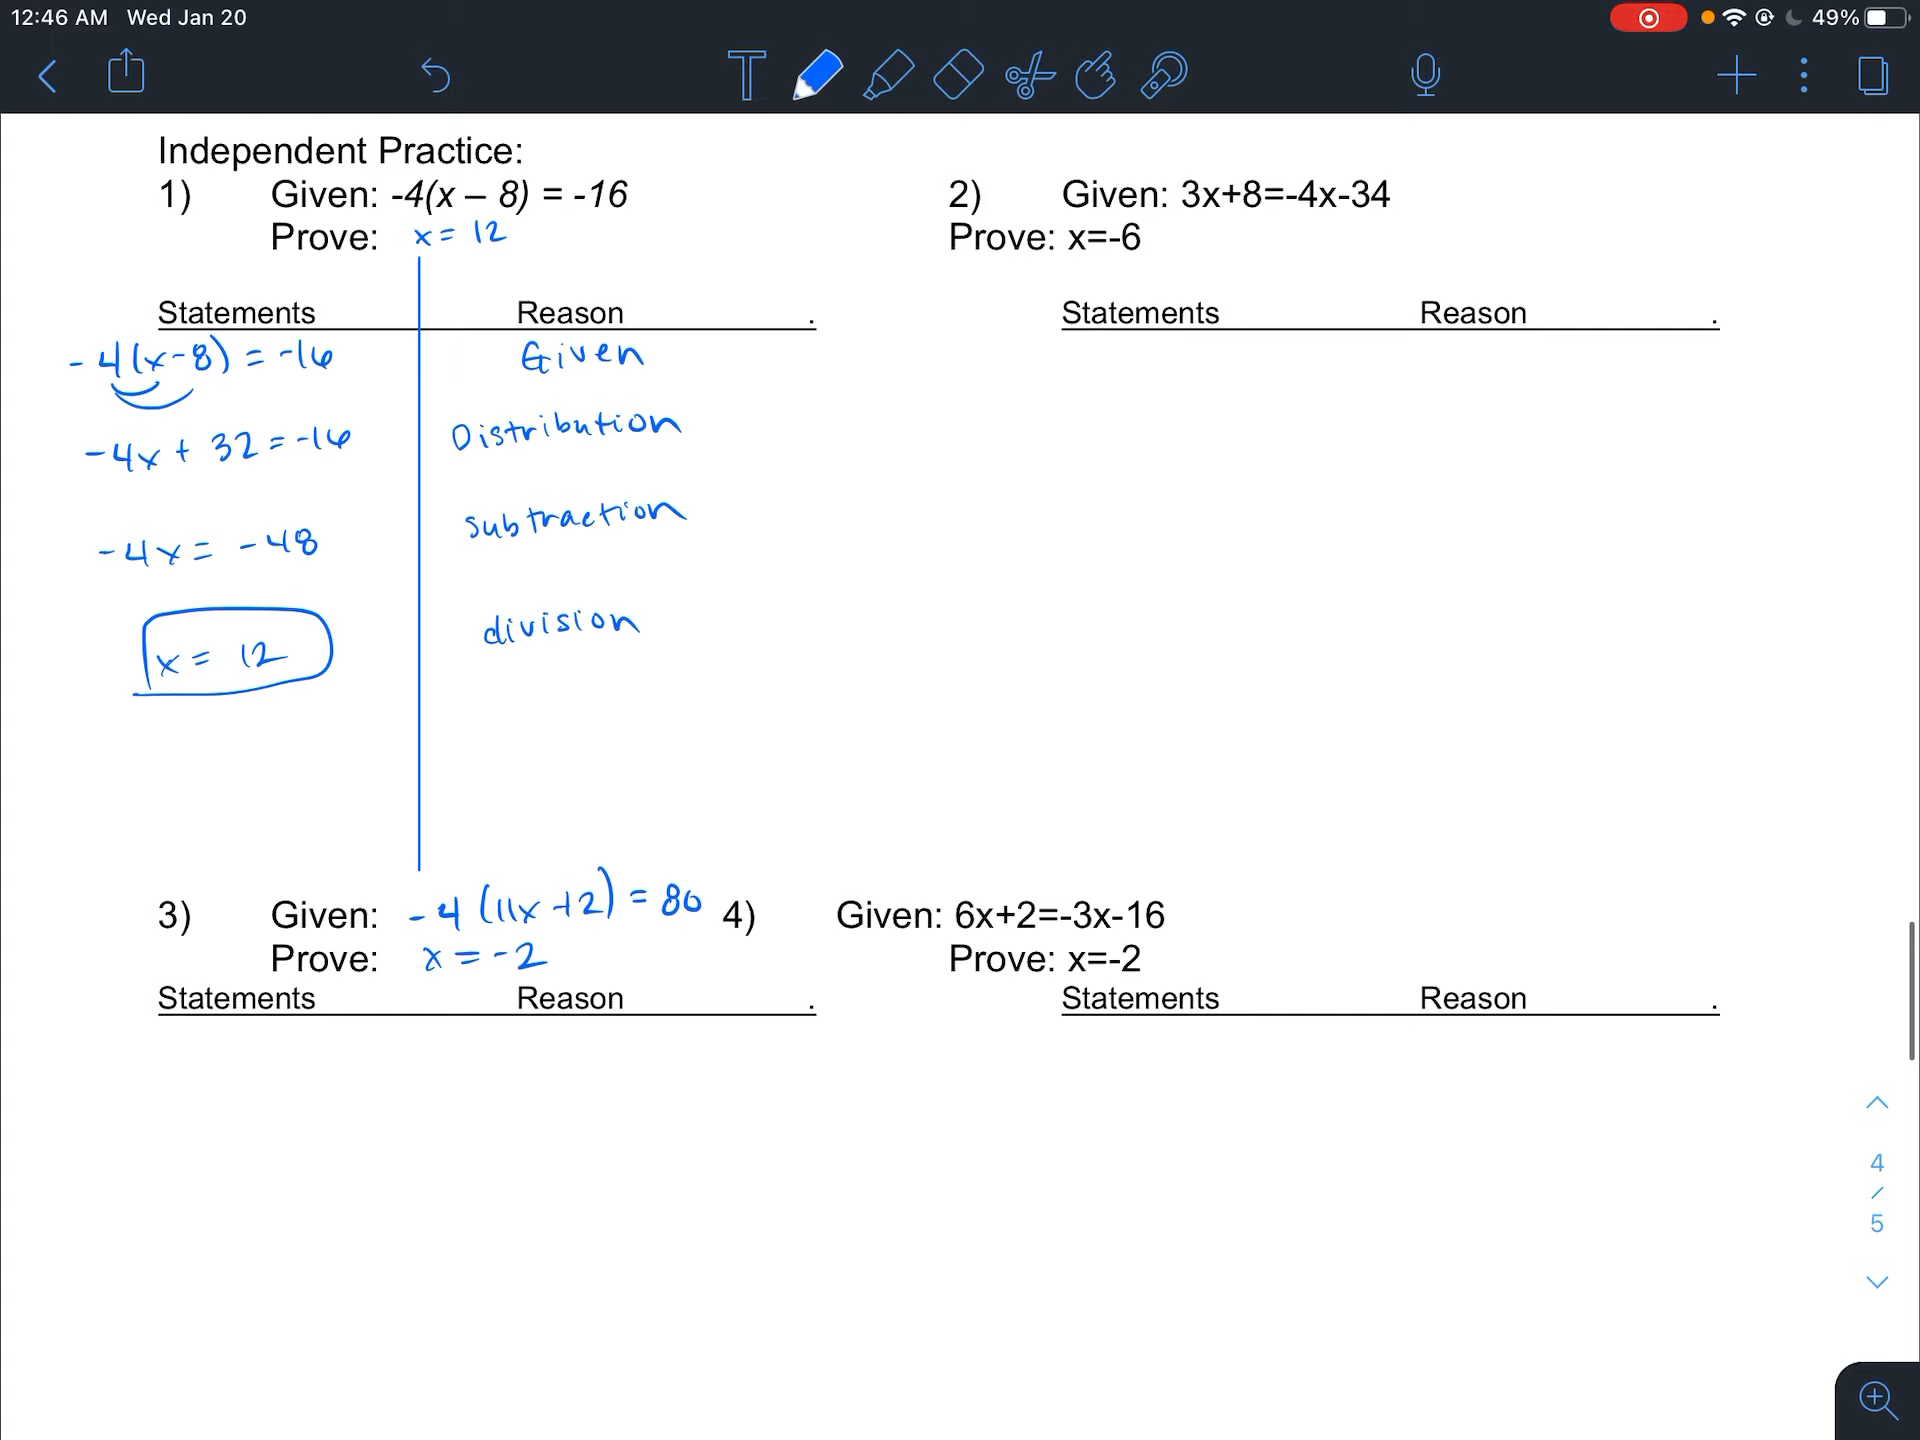 12:46 AM Wed Jan 20
49%
Independent Practice:
1) Given: -4(x – 8) = -16
Prove: x = 12
Statements Reason .
-4(x-8) = -16 Given
-4x + 32 = -16 Distribution
-4x = -48 subtraction
x = 12 division
2) Given: 3x+8=-4x-34
Prove: x=-6
Statements Reason .
3) Given: -4(11x+2) = 80
Prove: x = -2
Statements Reason .
4) Given: 6x+2=-3x-16
Prove: x=-2
Statements Reason .
4
/
5